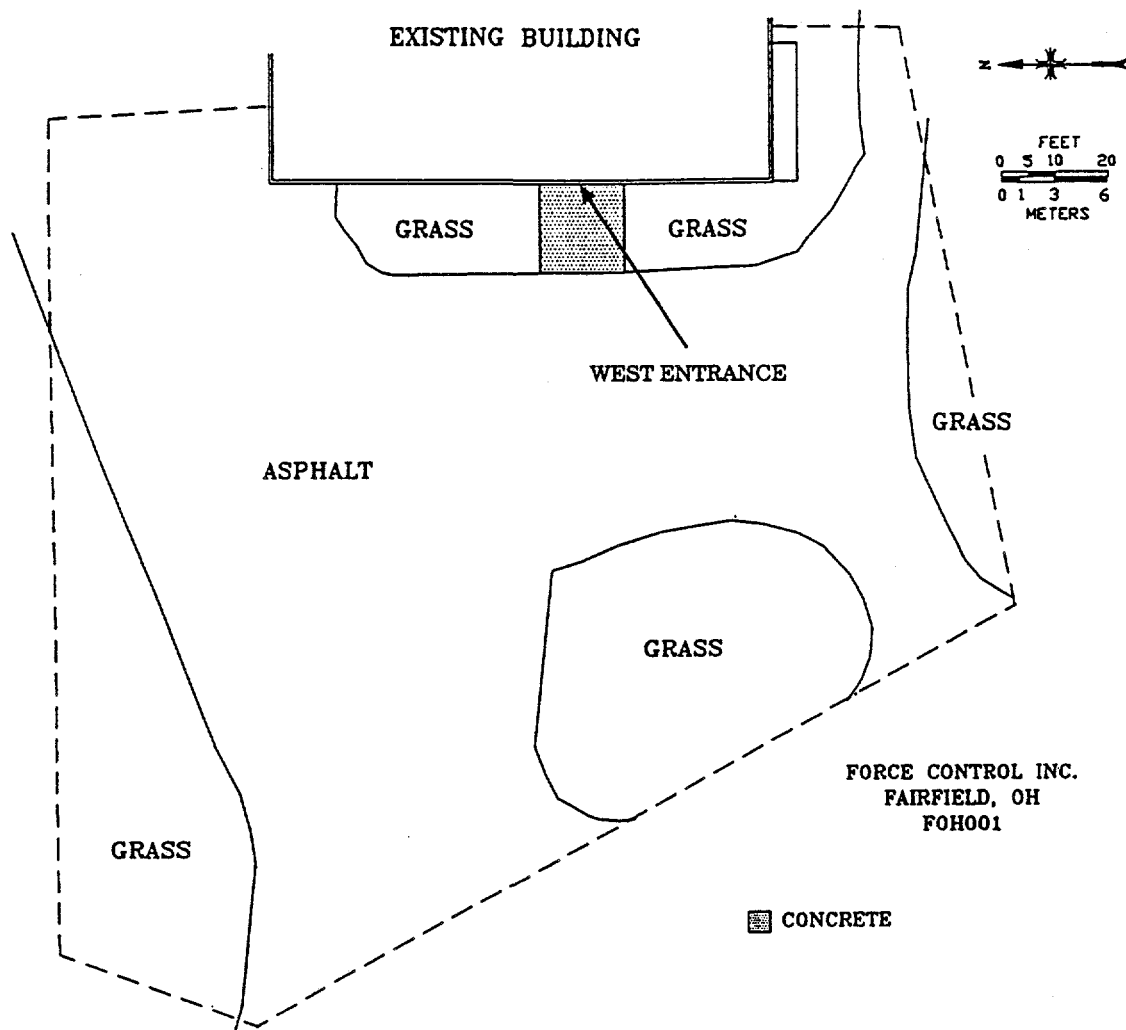 EXISTING BUILDING
N
FEET
0 5 10 20
0 1 3 6
METERS
GRASS
GRASS
WEST ENTRANCE
GRASS
ASPHALT
GRASS
FORCE CONTROL INC.
FAIRFIELD, OH
FOH001
GRASS
CONCRETE